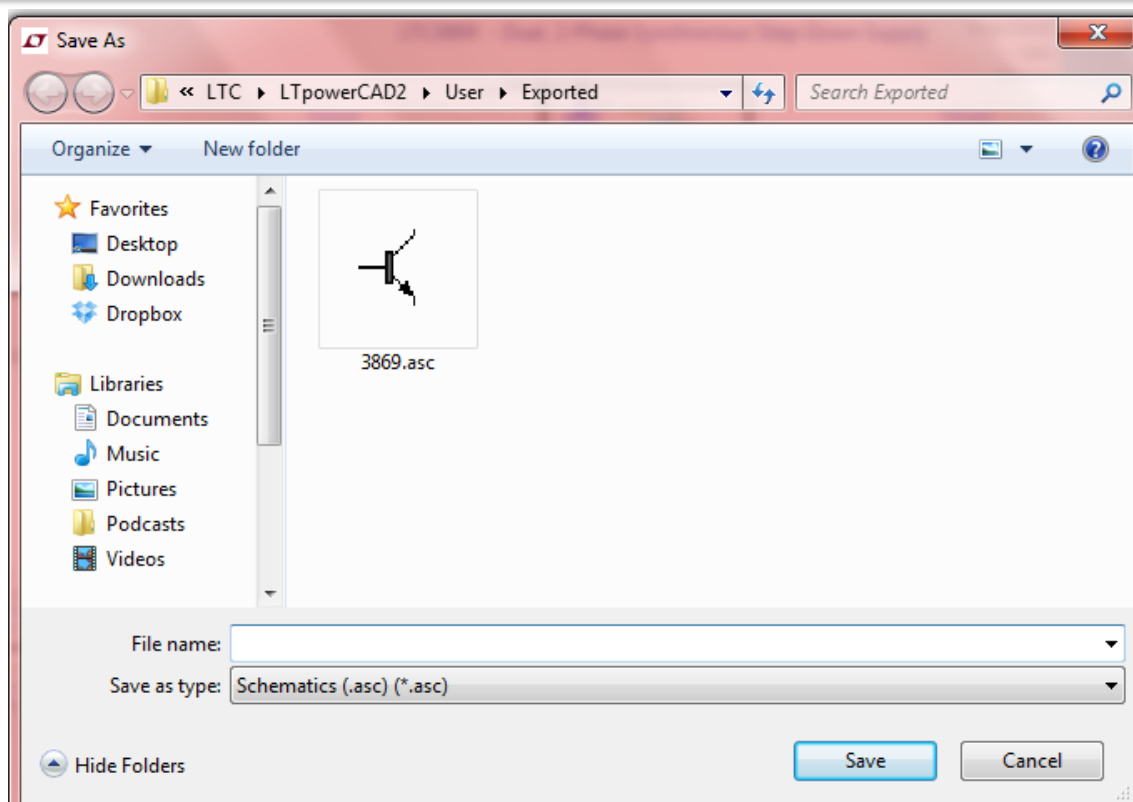 Save As
« LTC ▸ LTpowerCAD2 ▸ User ▸ Exported
Search Exported
Organize
New folder
Favorites
Desktop
Downloads
Dropbox
Libraries
Documents
Music
Pictures
Podcasts
Videos
3869.asc
File name:
Save as type: Schematics (.asc) (*.asc)
Hide Folders
Save
Cancel